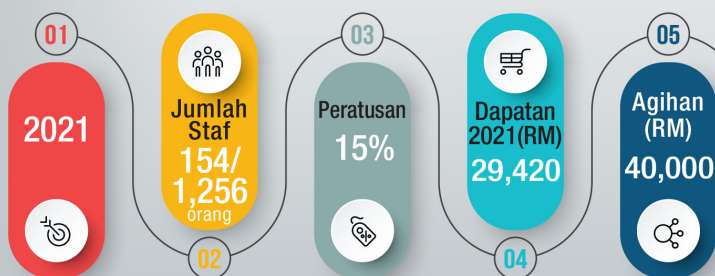 01
2021
Jumlah
Staf
154/
1,256
orang
02
03
Peratusan
15%
Dapatan
2021(RM)
29,420
04
05
Agihan
(RM)
40,000